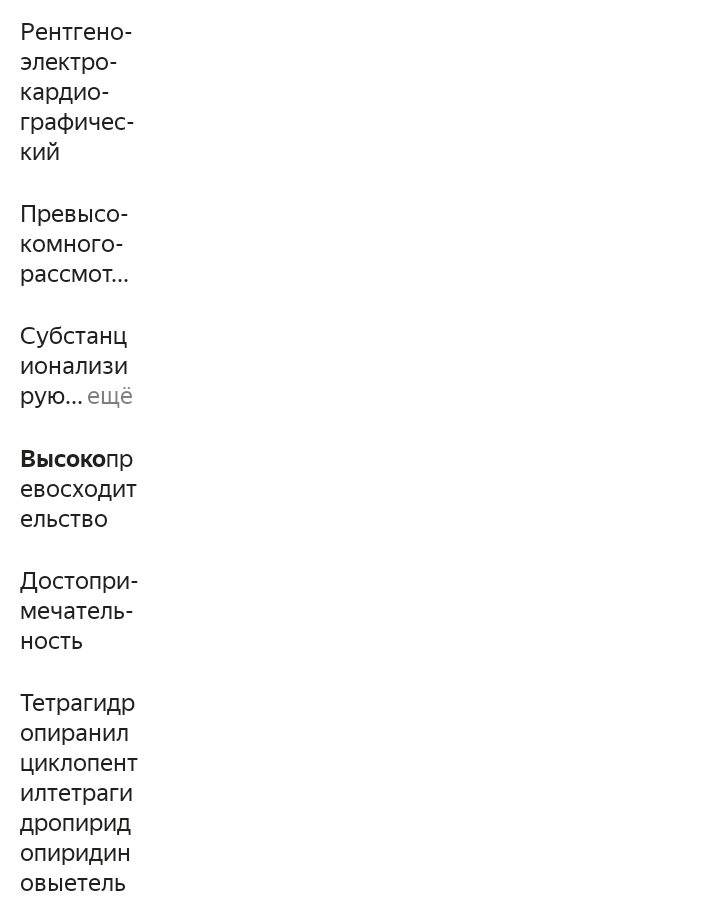 Рентгено-
электро-
кардио-
графичес-
кий
Превысо-
комного-
рассмот...
Субстанц
ионализи
рую... ещё
Высокопр
евосходит
ельство
Достопри-
мечатель-
ность
Тетрагидр
опиранил
циклопент
илтетраги
дропирид
опиридин
овыетель